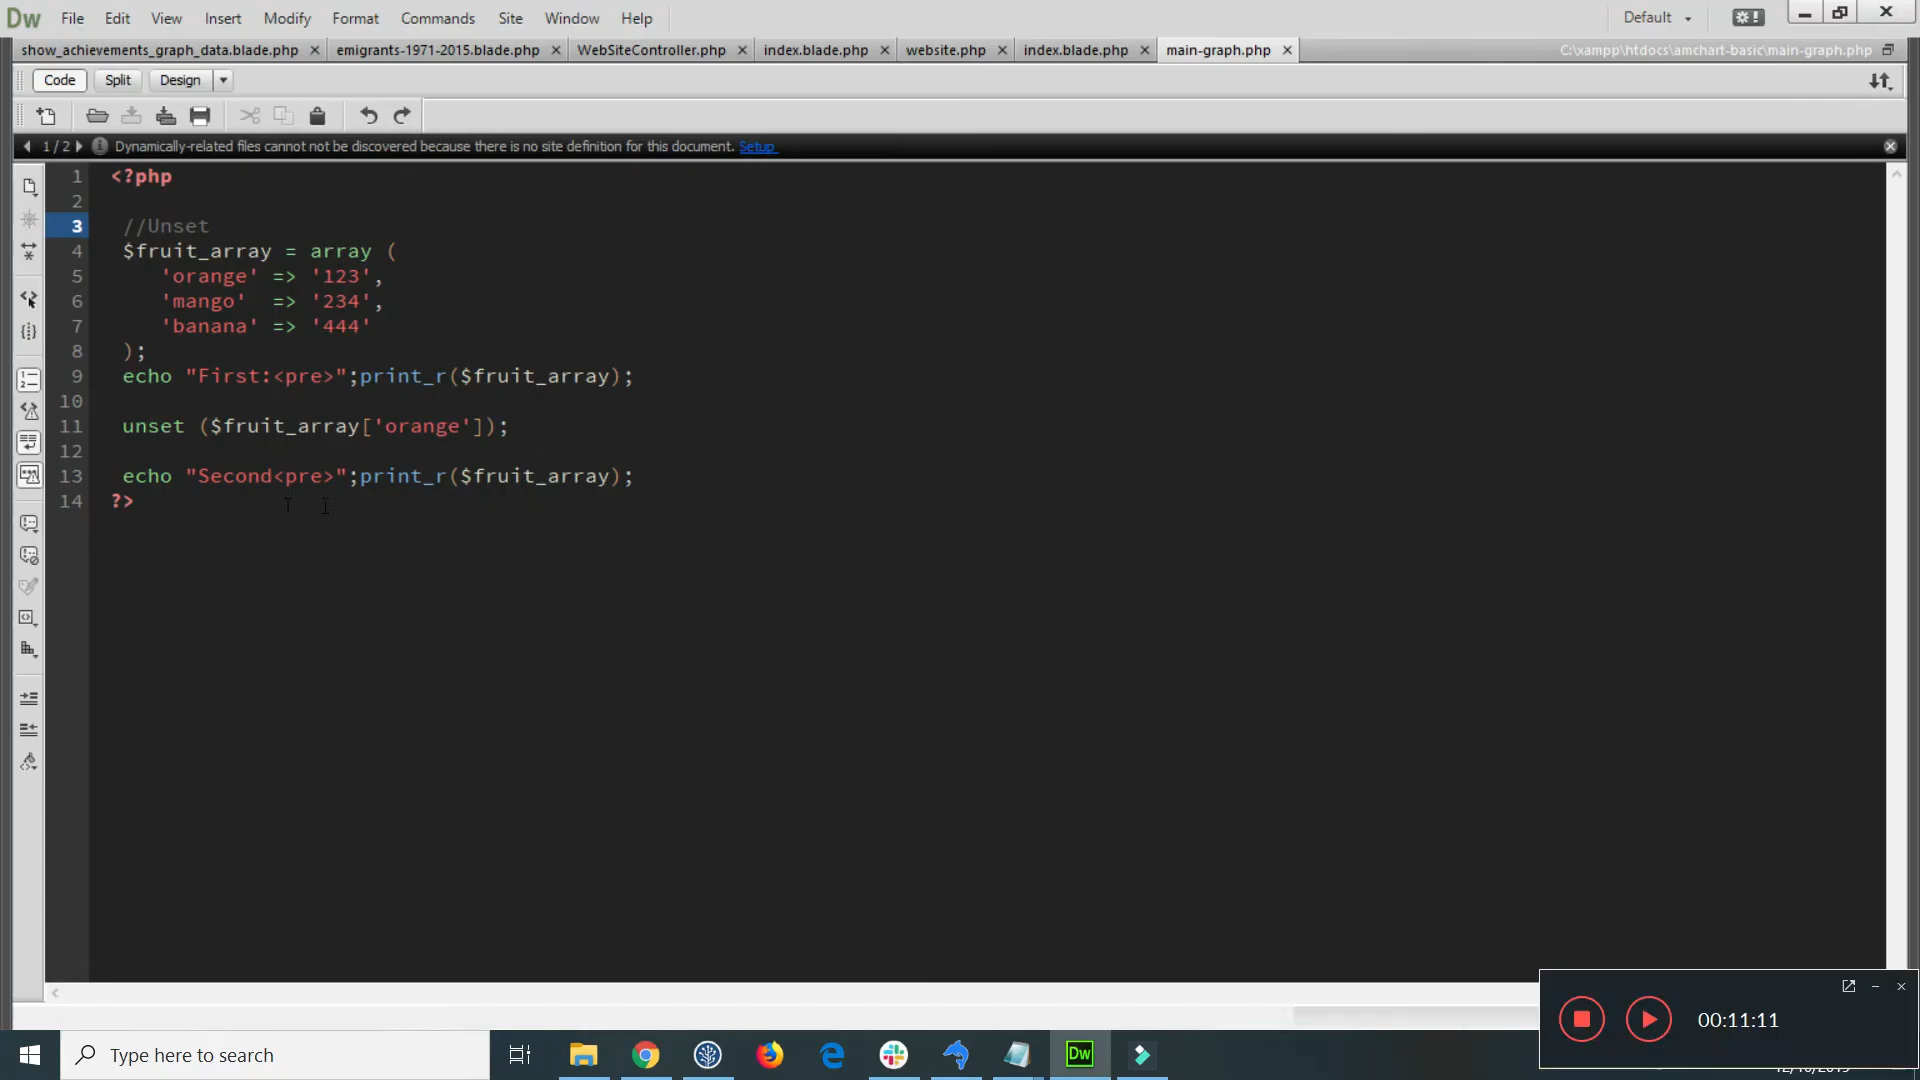 Dw File Edit View Insert Modify Format Commands Site Window Help Default
show_achievements_graph_data.blade.php × emigrants-1971-2015.blade.php × WebSiteController.php × index.blade.php × website.php × index.blade.php × main-graph.php × C:\xampp\htdocs\amchart-basic\main-graph.php
Code Split Design
1 / 2 Dynamically-related files cannot not be discovered because there is no site definition for this document. Setup
1 <?php
2
3 //Unset
4 $fruit_array = array (
5 'orange' => '123',
6 'mango'  => '234',
7 'banana' => '444'
8 );
9 echo "First:<pre>";print_r($fruit_array);
10
11 unset ($fruit_array['orange']);
12
13 echo "Second<pre>";print_r($fruit_array);
14 ?>
00:11:11
Type here to search Dw